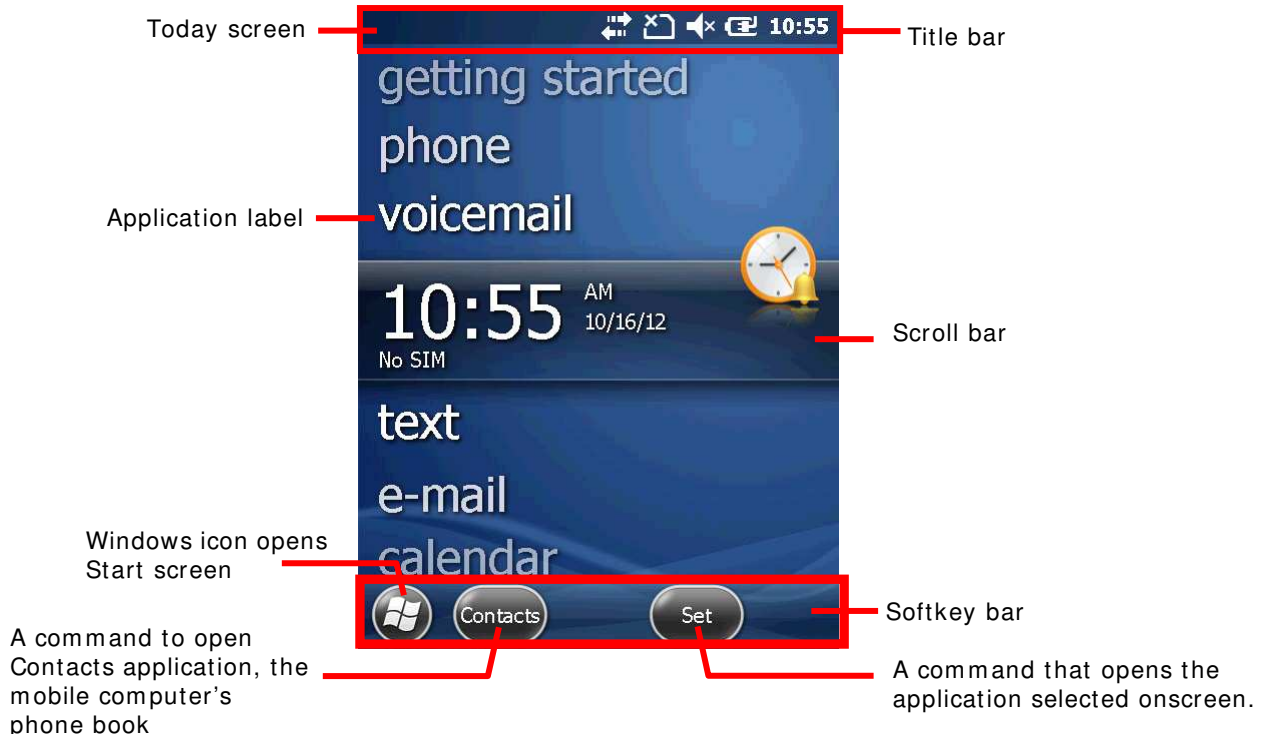 Today screen
10:55
Title bar
getting started
phone
Application label
voicemail
10:55
AM
10/16/12
No SIM
Scroll bar
text
e-mail
calendar
Windows icon opens
Start screen
Contacts
Set
Softkey bar
A command to open
Contacts application, the
mobile computer’s
phone book
A command that opens the
application selected onscreen.